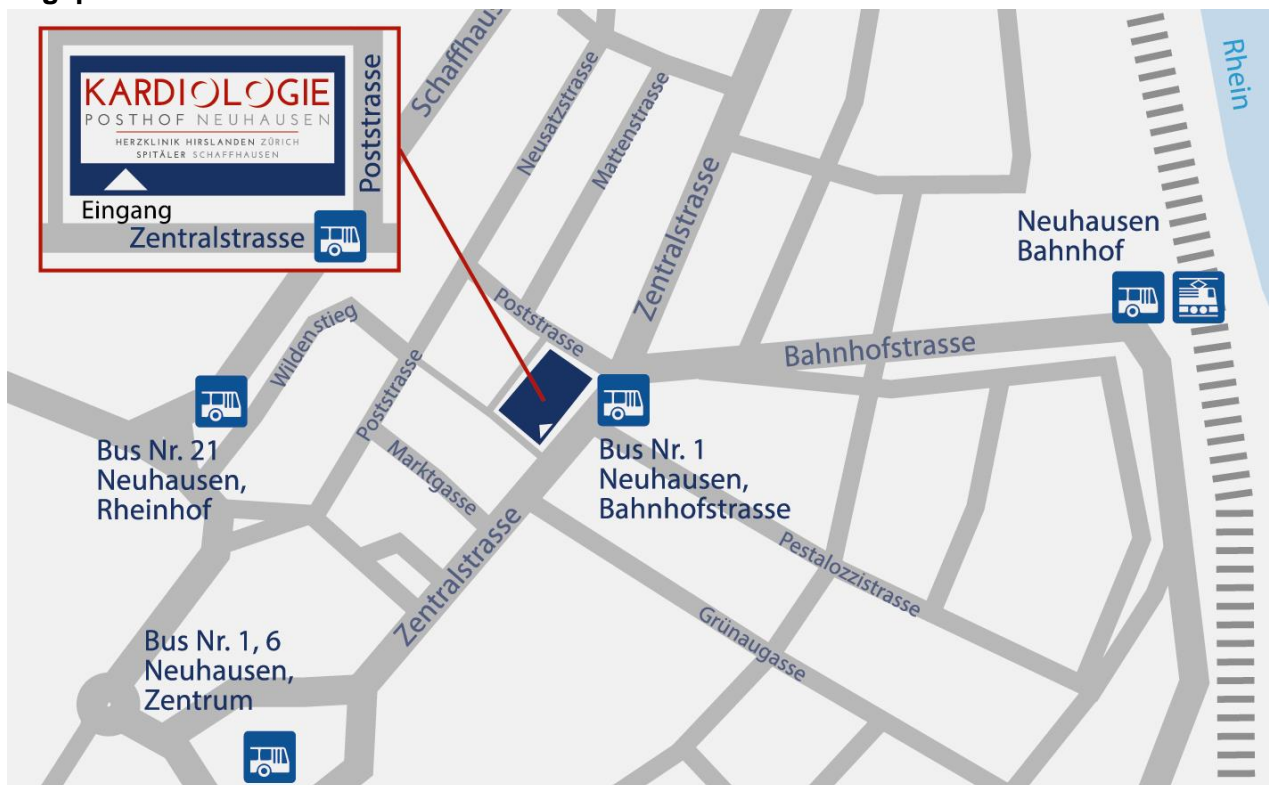 Schaffhaus
KARDIOLOGIE
POSTHOF NEUHAUSEN
HERZKLINIK HIRSLANDEN ZÜRICH
SPITÄLER SCHAFFHAUSEN
Eingang
Poststrasse
Zentralstrasse
Neusatzstrasse
Mattenstrasse
Zentralstrasse
Rhein
Neuhausen
Bahnhof
Poststrasse
Wildenstieg
Bahnhofstrasse
Poststrasse
Marktgasse
Bus Nr. 21
Neuhausen,
Rheinhof
Bus Nr. 1
Neuhausen,
Bahnhofstrasse
Zentralstrasse
Pestalozzistrasse
Grünaugasse
Bus Nr. 1, 6
Neuhausen,
Zentrum